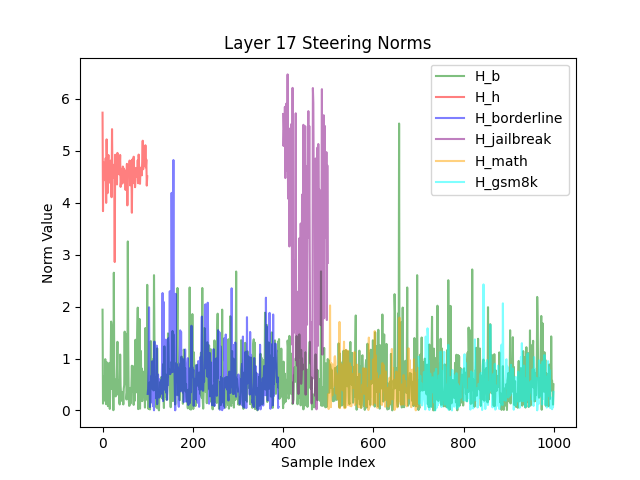 Layer 17 Steering Norms
H_b
H_h
H_borderline
H_jailbreak
H_math
H_gsm8k
Norm Value
6
5
4
3
2
1
0
0
200
400
600
800
1000
Sample Index